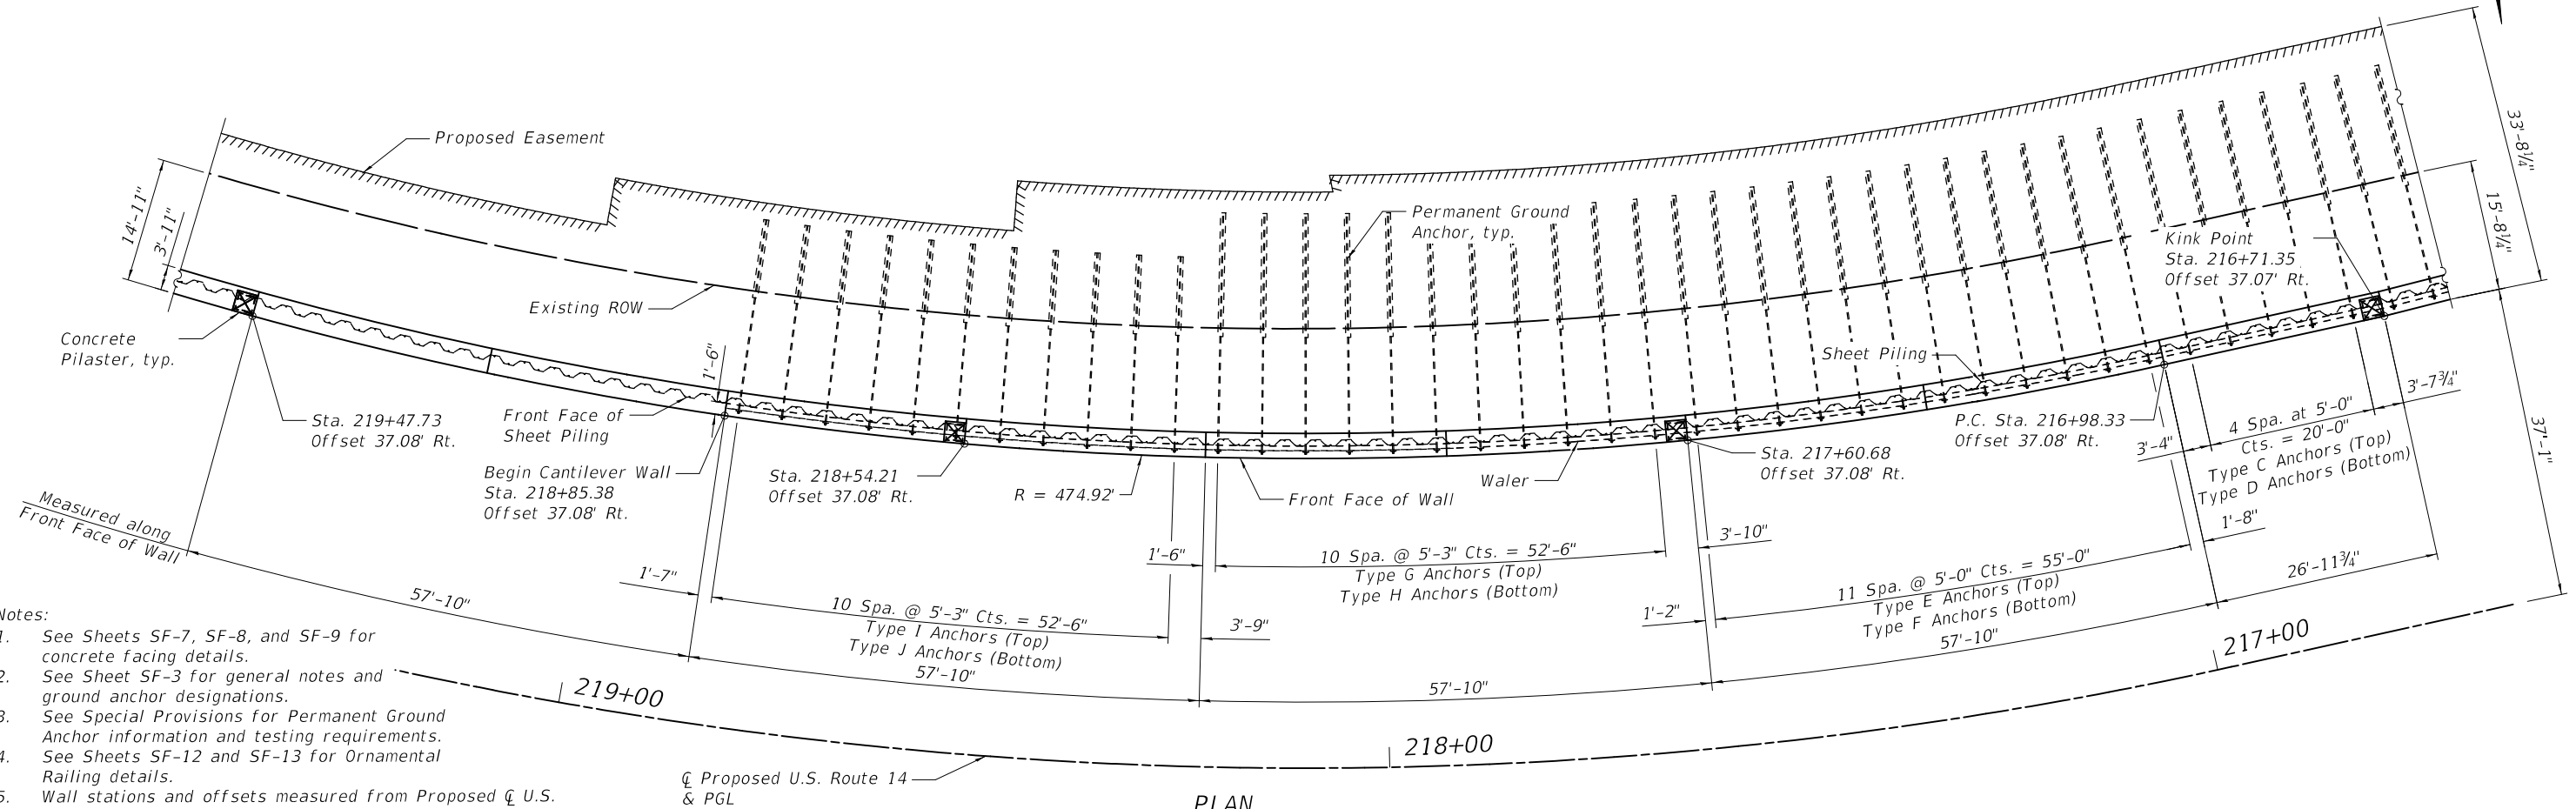 Proposed Easement
14'-11"
3'-11"
Existing ROW
Concrete
Pilaster, typ.
Sta. 219+47.73
Offset 37.08' Rt.
Front Face of
Sheet Piling
1'-6"
Begin Cantilever Wall
Sta. 218+85.38
Offset 37.08' Rt.
Sta. 218+54.21
Offset 37.08' Rt.
R = 474.92'
Front Face of Wall
Waler
Permanent Ground
Anchor, typ.
Sheet Piling
Sta. 217+60.68
Offset 37.08' Rt.
P.C. Sta. 216+98.33
Offset 37.08' Rt.
Kink Point
Sta. 216+71.35
Offset 37.07' Rt.
33'-8¼"
15'-8¼"
37'-1"
3'-7¾"
4 Spa. at 5'-0"
Cts. = 20'-0"
Type C Anchors (Top)
Type D Anchors (Bottom)
3'-4"
1'-8"
26'-11¾"
Measured along
Front Face of Wall
57'-10"
1'-7"
10 Spa. @ 5'-3" Cts. = 52'-6"
Type I Anchors (Top)
Type J Anchors (Bottom)
57'-10"
1'-6"
3'-9"
10 Spa. @ 5'-3" Cts. = 52'-6"
Type G Anchors (Top)
Type H Anchors (Bottom)
57'-10"
3'-10"
1'-2"
11 Spa. @ 5'-0" Cts. = 55'-0"
Type E Anchors (Top)
Type F Anchors (Bottom)
57'-10"
219+00
218+00
217+00
℄ Proposed U.S. Route 14
& PGL
PLAN
Notes:
1. See Sheets SF-7, SF-8, and SF-9 for
concrete facing details.
2. See Sheet SF-3 for general notes and
ground anchor designations.
3. See Special Provisions for Permanent Ground
Anchor information and testing requirements.
4. See Sheets SF-12 and SF-13 for Ornamental
Railing details.
5. Wall stations and offsets measured from Proposed ℄ U.S.